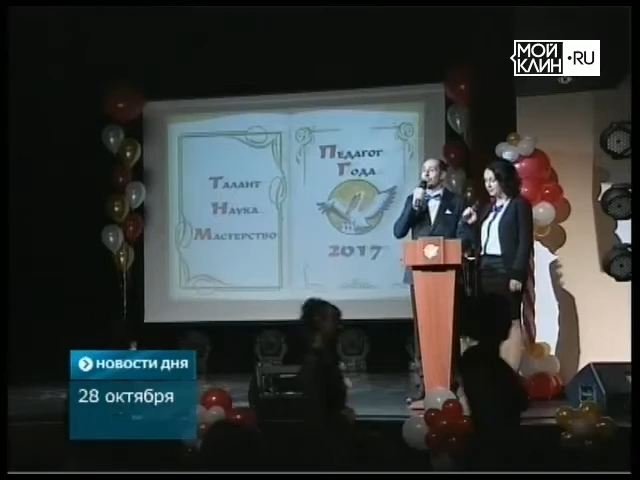 МОЙ
КЛИН .RU
Талант
Наука
Мастерство
Педагог
Года
2017
НОВОСТИ ДНЯ
28 октября